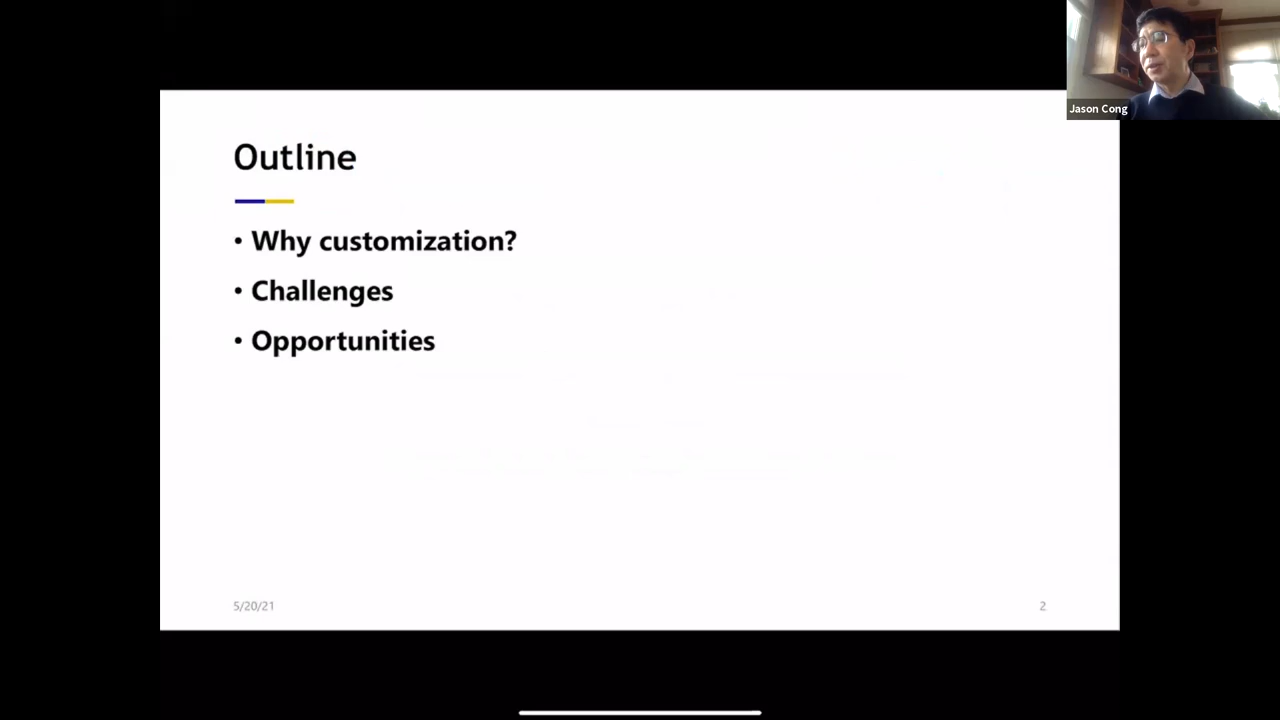 Jason Cong
Outline
• Why customization?
• Challenges
• Opportunities
5/20/21
2